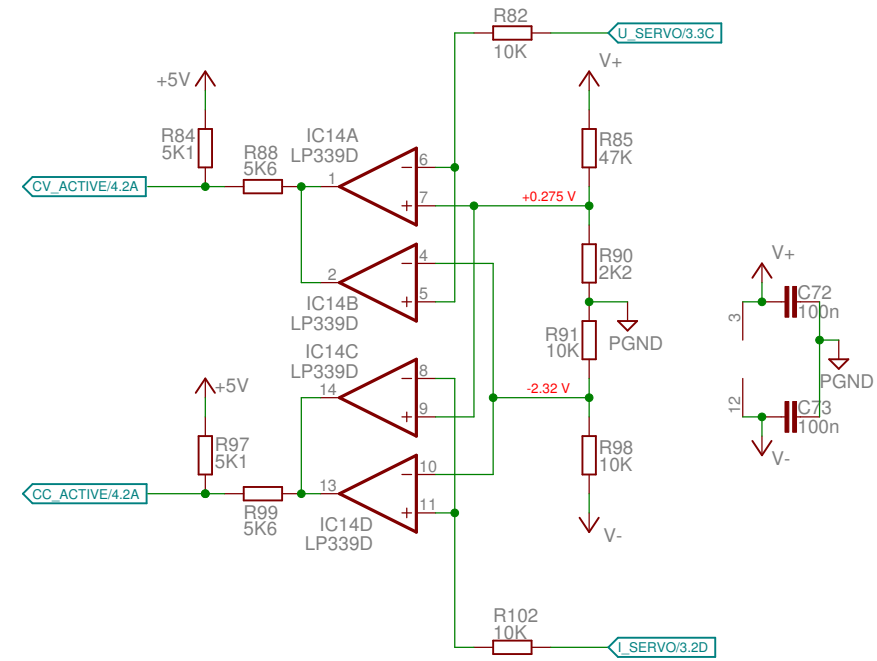 R82
10K
U_SERVO/3.3C
V+
+5V
R84
5K1
R88
5K6
IC14A
LP339D
R85
47K
CV_ACTIVE/4.2A
1
6
7
+0.275 V
2
4
5
IC14B
LP339D
R90
2K2
V+
C72
100n
3
R91
10K
PGND
PGND
IC14C
LP339D
14
8
9
-2.32 V
+5V
R97
5K1
12
C73
100n
V-
R98
10K
CC_ACTIVE/4.2A
R99
5K6
13
10
11
IC14D
LP339D
V-
R102
10K
I_SERVO/3.2D